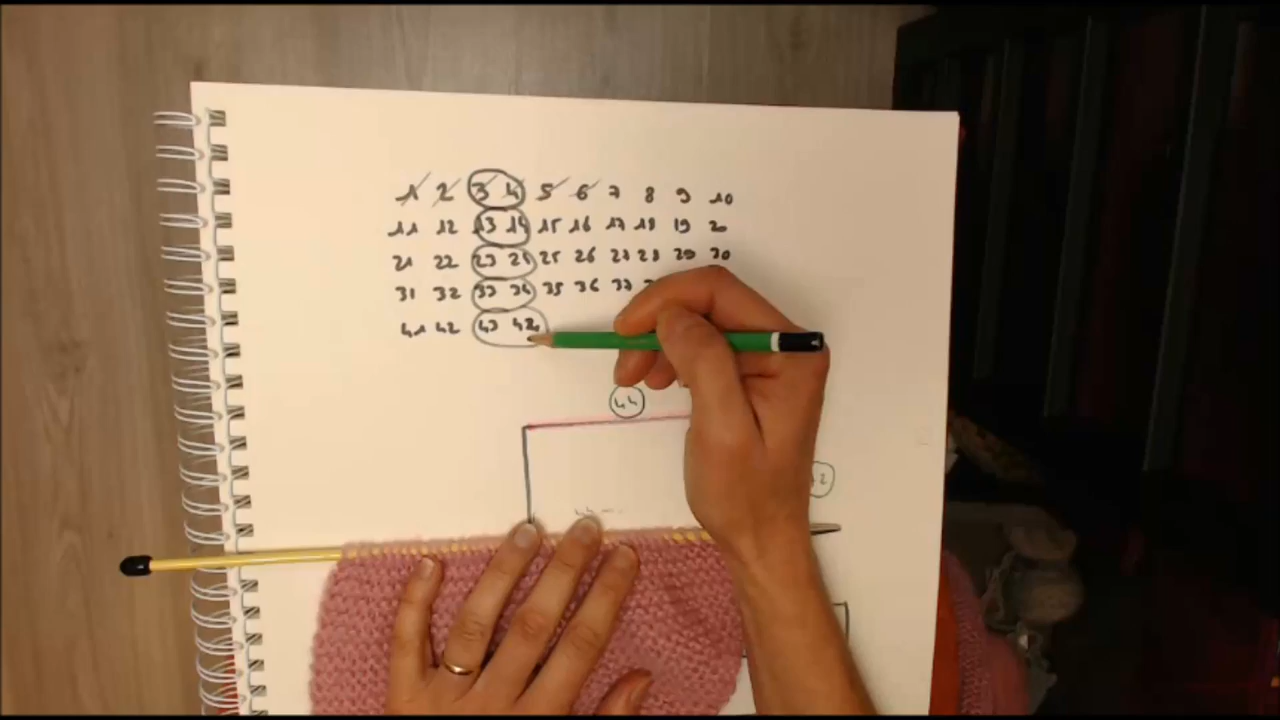 1 2 3 4 5 6 7 8 9 10
11 12 13 14 15 16 17 18 19 20
21 22 23 24 25 26 27 28 29 30
31 32 33 34 35 36 37
41 42 43
44